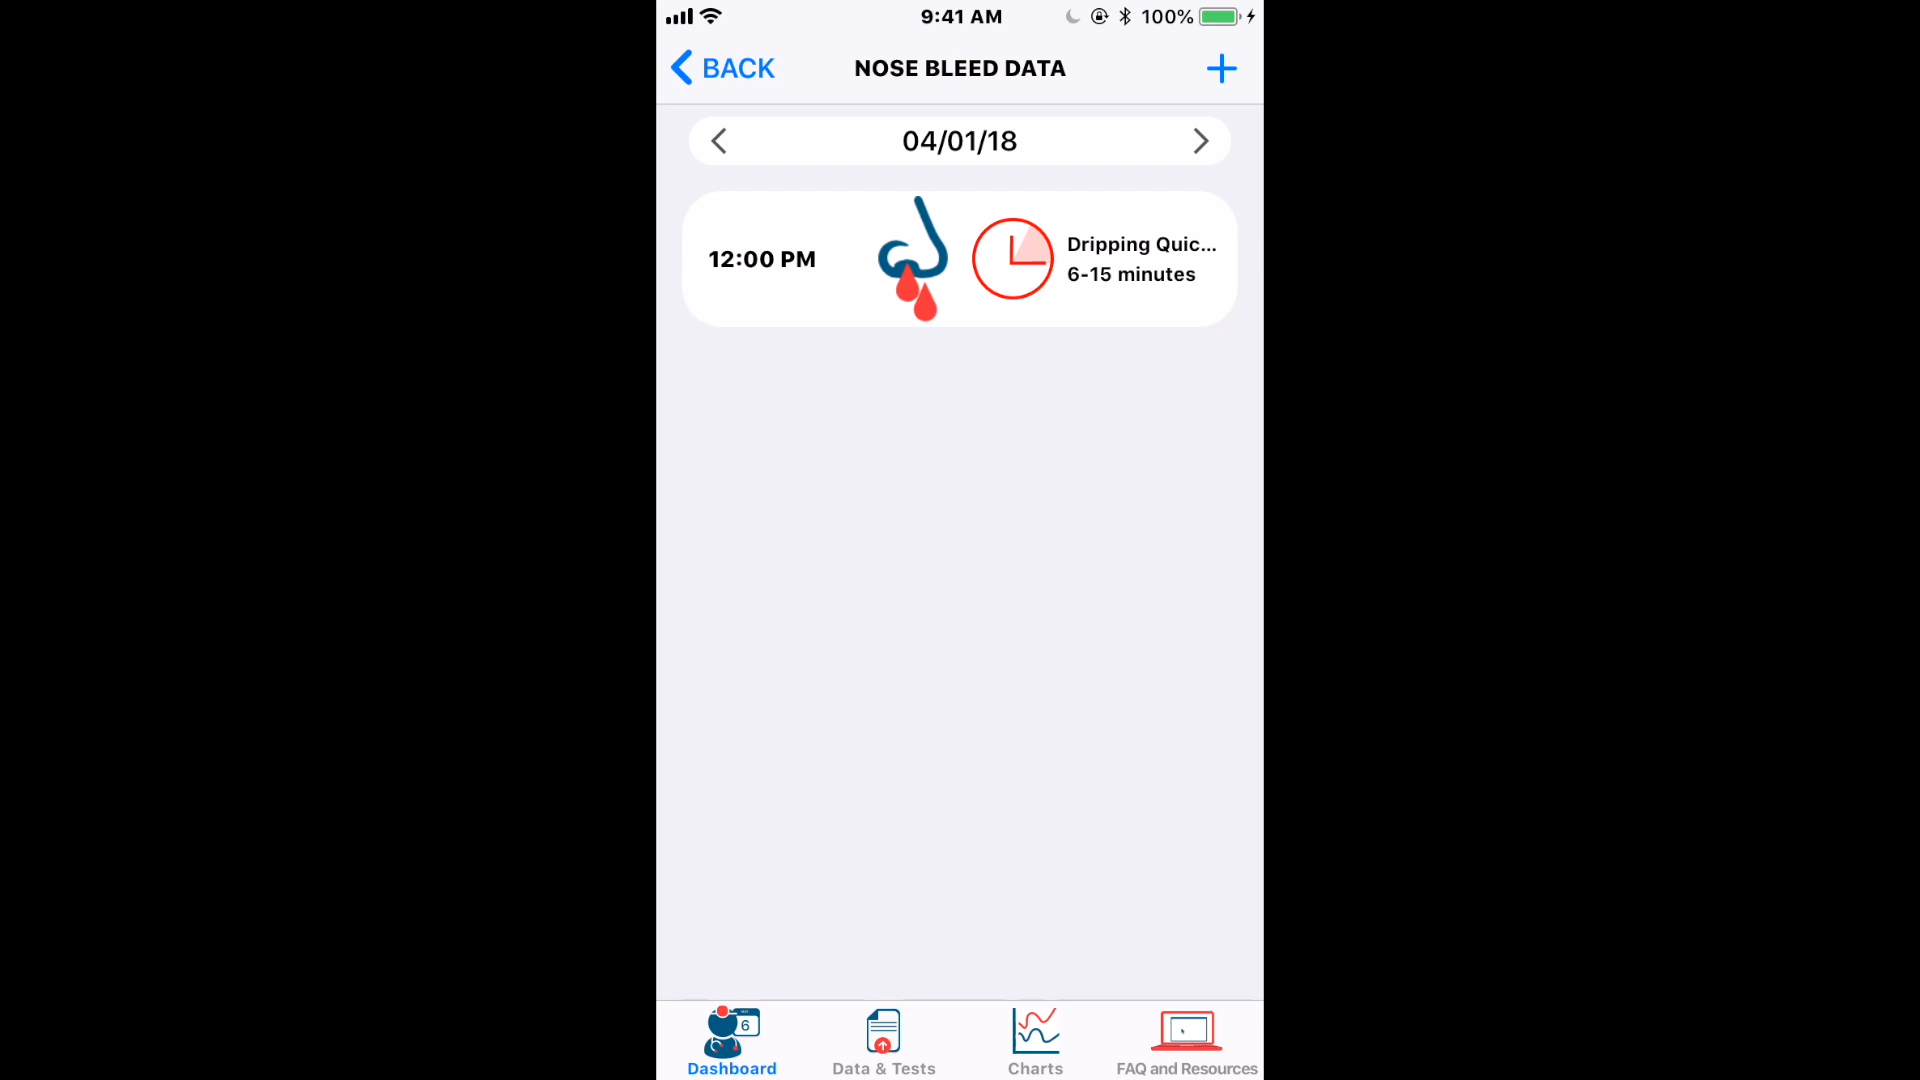 9:41 AM
100%
BACK
NOSE BLEED DATA
04/01/18
12:00 PM
Dripping Quic...
6-15 minutes
6
Dashboard
Data & Tests
Charts
FAQ and Resources